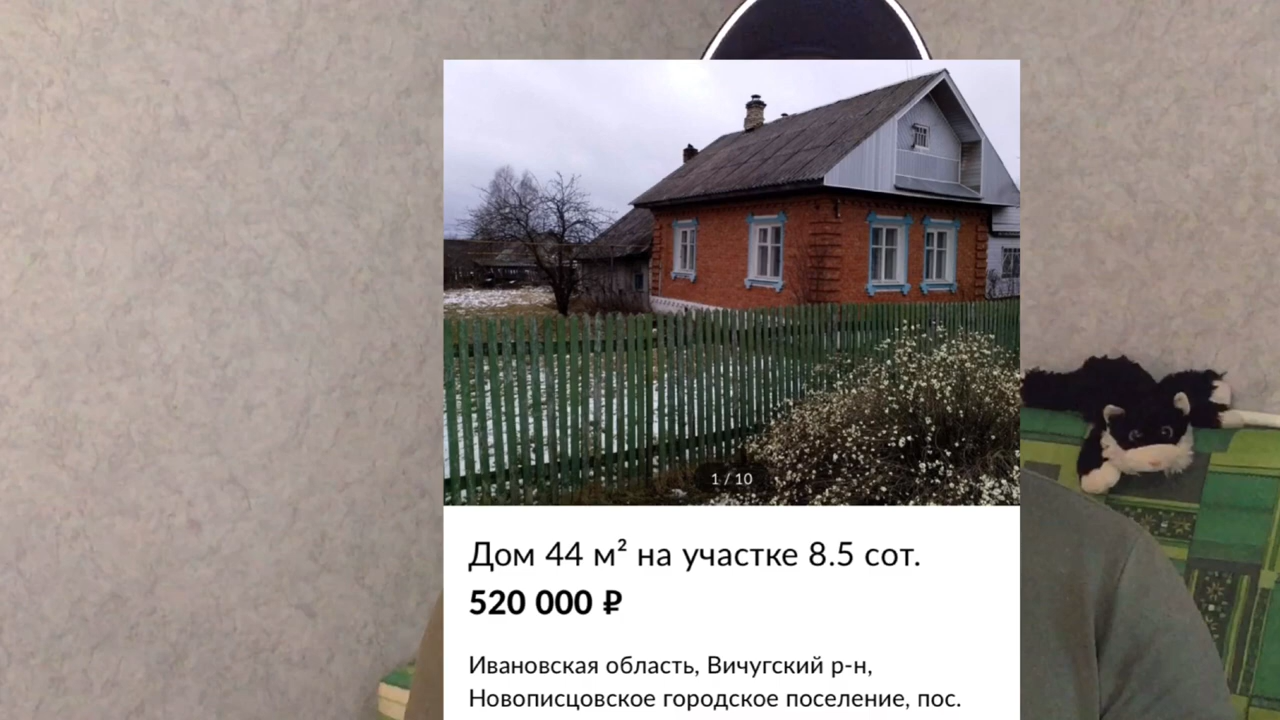 1 / 10
Дом 44 м² на участке 8.5 сот.
520 000 ₽
Ивановская область, Вичугский р-н,
Новописцовское городское поселение, пос.